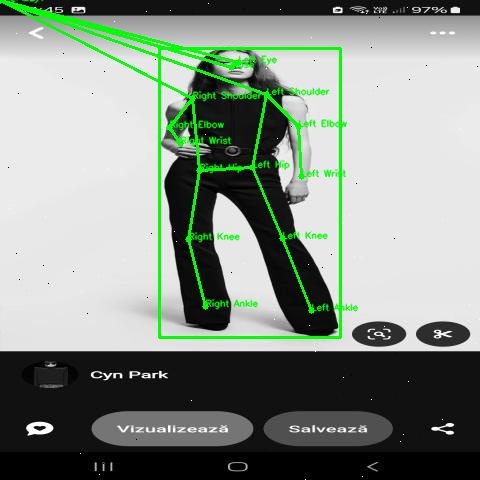 :45
97%
Left Eye
Right Shoulder
Left Shoulder
Right Elbow
Left Elbow
Right Wrist
Right Hip
Left Hip
Left Wrist
Right Knee
Left Knee
Right Ankle
Left Ankle
Cyn Park
Vizualizează
Salvează